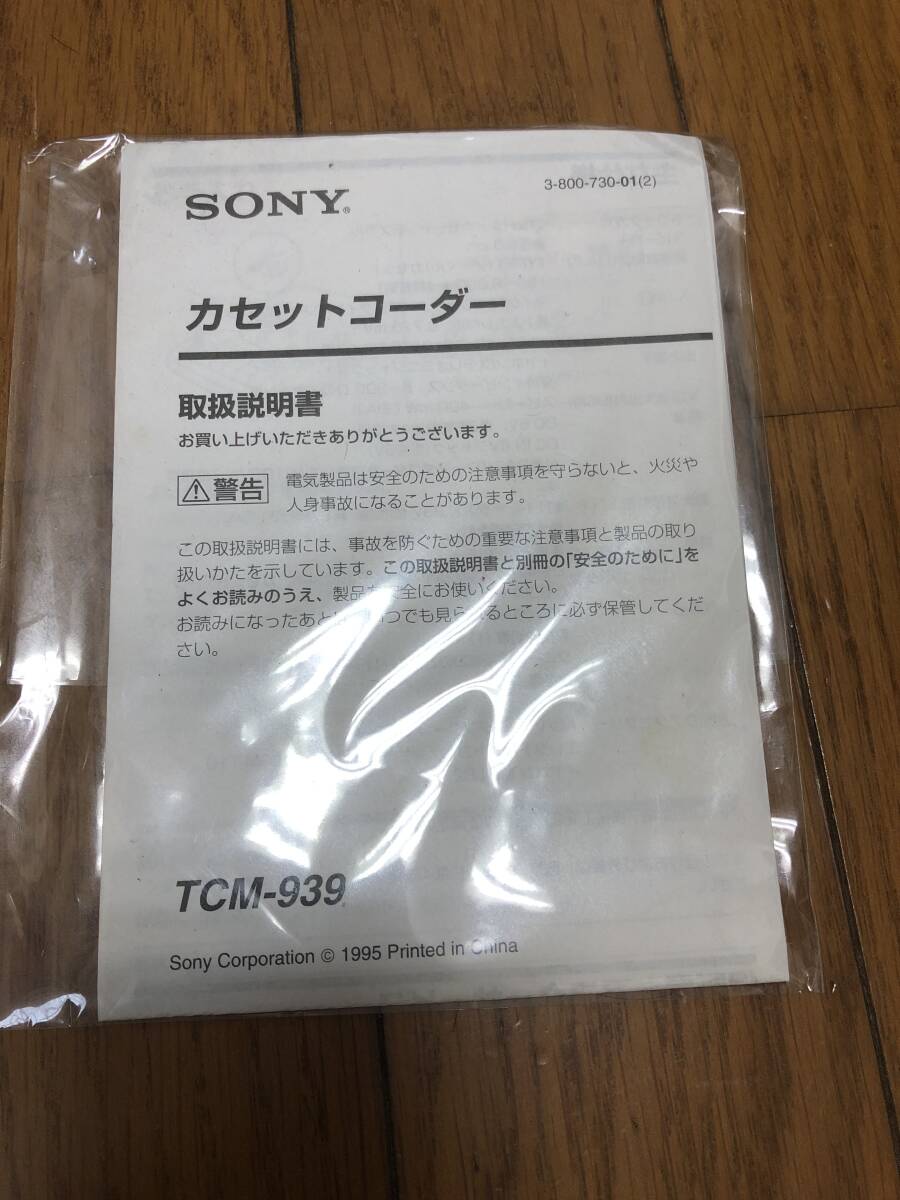 SONY®
3-800-730-01(2)
カセットコーダー
取扱説明書
お買い上げいただきありがとうございます。
警告
電気製品は安全のための注意事項を守らないと、火災や
人身事故になることがあります。
この取扱説明書には、事故を防ぐための重要な注意事項と製品の取り
扱いかたを示しています。この取扱説明書と別冊の「安全のために」を
よくお読みのうえ、製品を安全にお使いください。
お読みになったあとは、いつでも見られるところに必ず保管してくだ
さい。
TCM-939
Sony Corporation © 1995 Printed in China